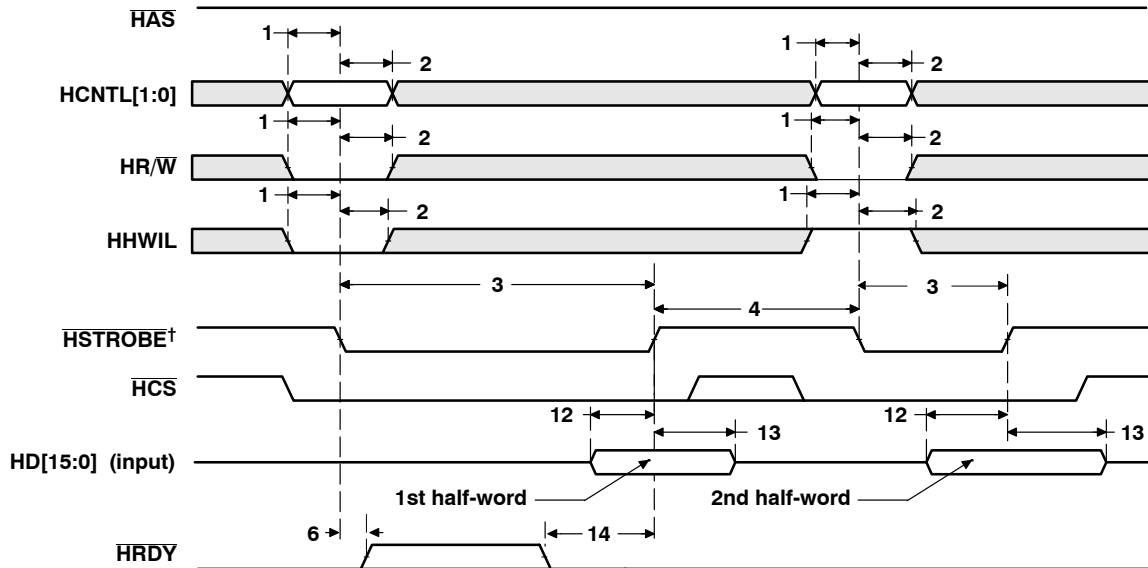 HAS
1
1
2
2
HCNTL[1:0]
1
1
2
2
HR/W
1
1
2
2
HHWIL
3
3
4
HSTROBE†
HCS
12
12
13
13
HD[15:0] (input)
1st half-word
2nd half-word
6
14
HRDY